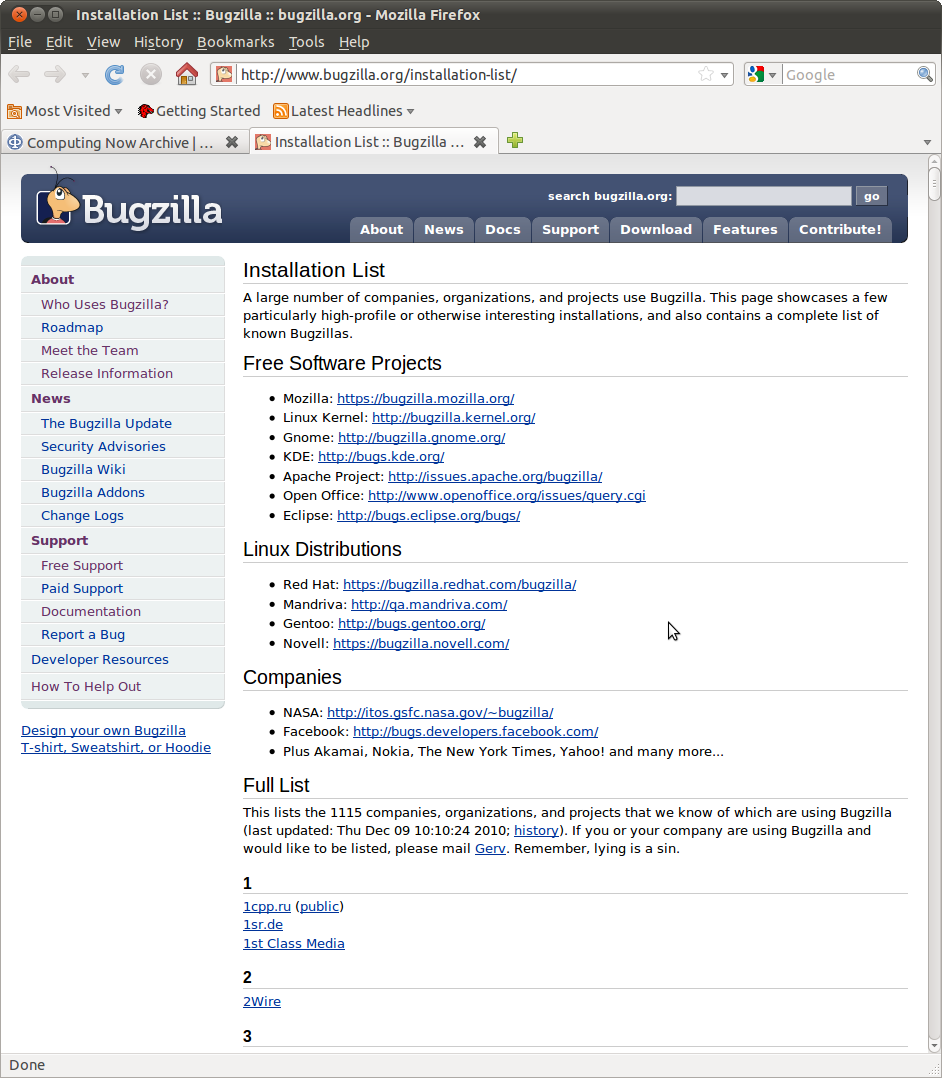 Installation List :: Bugzilla :: bugzilla.org - Mozilla Firefox
File Edit View History Bookmarks Tools Help
http://www.bugzilla.org/installation-list/ Google
Most Visited Getting Started Latest Headlines
Computing Now Archive | ... Installation List :: Bugzilla ...
Bugzilla
search bugzilla.org: go
About News Docs Support Download Features Contribute!
About
Who Uses Bugzilla?
Roadmap
Meet the Team
Release Information
News
The Bugzilla Update
Security Advisories
Bugzilla Wiki
Bugzilla Addons
Change Logs
Support
Free Support
Paid Support
Documentation
Report a Bug
Developer Resources
How To Help Out
Design your own Bugzilla
T-shirt, Sweatshirt, or Hoodie
Installation List
A large number of companies, organizations, and projects use Bugzilla. This page showcases a few
particularly high-profile or otherwise interesting installations, and also contains a complete list of
known Bugzillas.
Free Software Projects
• Mozilla: https://bugzilla.mozilla.org/
• Linux Kernel: http://bugzilla.kernel.org/
• Gnome: http://bugzilla.gnome.org/
• KDE: http://bugs.kde.org/
• Apache Project: http://issues.apache.org/bugzilla/
• Open Office: http://www.openoffice.org/issues/query.cgi
• Eclipse: http://bugs.eclipse.org/bugs/
Linux Distributions
• Red Hat: https://bugzilla.redhat.com/bugzilla/
• Mandriva: http://qa.mandriva.com/
• Gentoo: http://bugs.gentoo.org/
• Novell: https://bugzilla.novell.com/
Companies
• NASA: http://itos.gsfc.nasa.gov/~bugzilla/
• Facebook: http://bugs.developers.facebook.com/
• Plus Akamai, Nokia, The New York Times, Yahoo! and many more...
Full List
This lists the 1115 companies, organizations, and projects that we know of which are using Bugzilla
(last updated: Thu Dec 09 10:10:24 2010; history). If you or your company are using Bugzilla and
would like to be listed, please mail Gerv. Remember, lying is a sin.
1
1cpp.ru (public)
1sr.de
1st Class Media
2
2Wire
3
Done